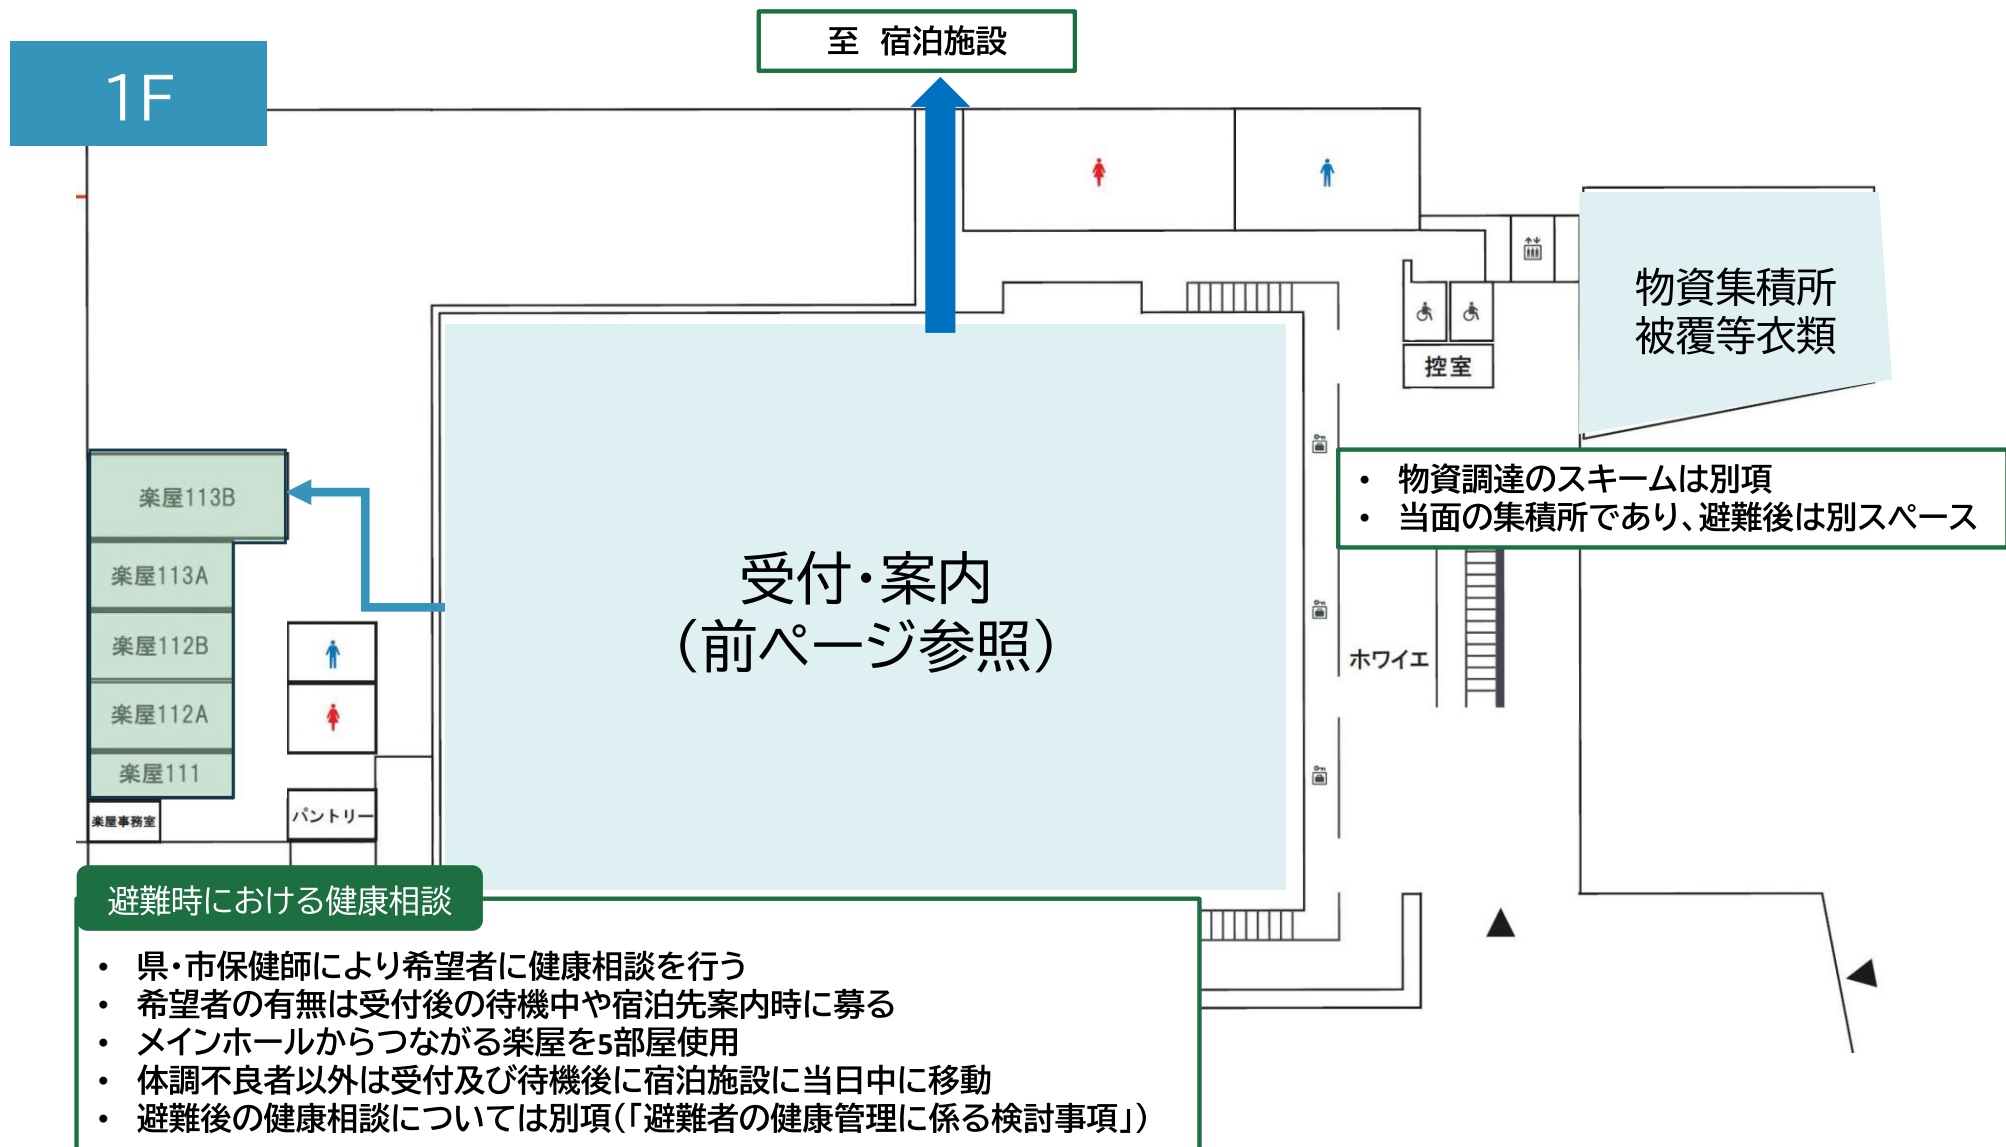 1F
至 宿泊施設
物資集積所
被覆等衣類
控室
・ 物資調達のスキームは別項
・ 当面の集積所であり、避難後は別スペース
楽屋113B
楽屋113A
楽屋112B
楽屋112A
楽屋111
楽屋事務室
パントリー
受付・案内
（前ページ参照）
ホワイエ
避難時における健康相談
・ 県・市保健師により希望者に健康相談を行う
・ 希望者の有無は受付後の待機中や宿泊先案内時に募る
・ メインホールからつながる楽屋を5部屋使用
・ 体調不良者以外は受付及び待機後に宿泊施設に当日中に移動
・ 避難後の健康相談については別項（「避難者の健康管理に係る検討事項」）